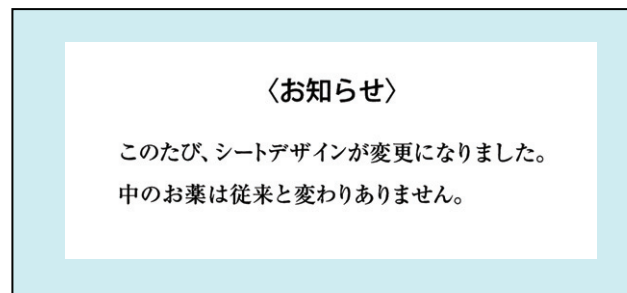 〈お知らせ〉
このたび、シートデザインが変更になりました。
中のお薬は従来と変わりありません。